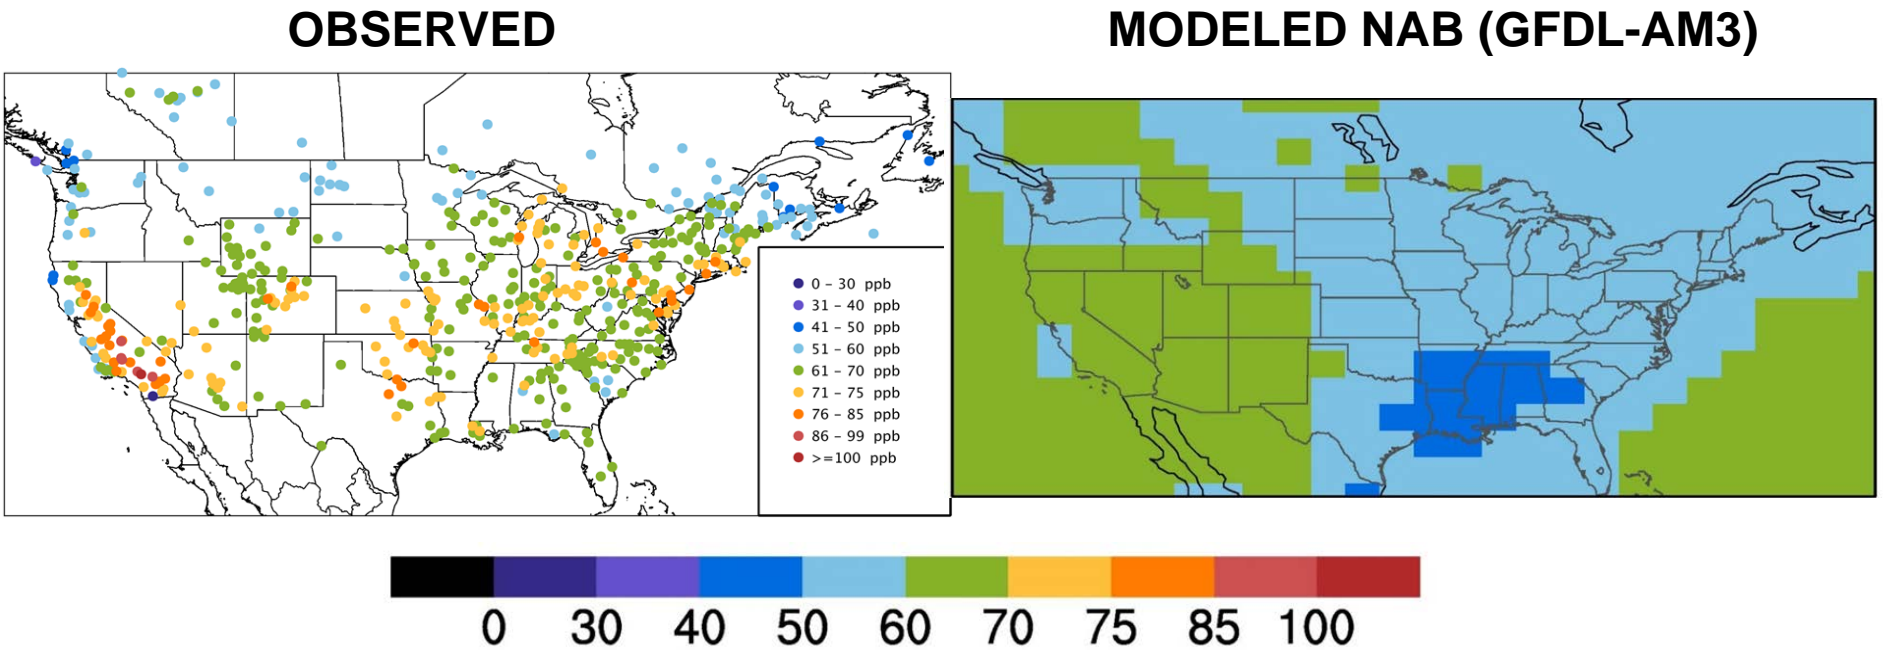 OBSERVED
MODELED NAB (GFDL-AM3)
0 – 30 ppb
31 – 40 ppb
41 – 50 ppb
51 – 60 ppb
61 – 70 ppb
71 – 75 ppb
76 – 85 ppb
86 – 99 ppb
>=100 ppb
0 30 40 50 60 70 75 85 100